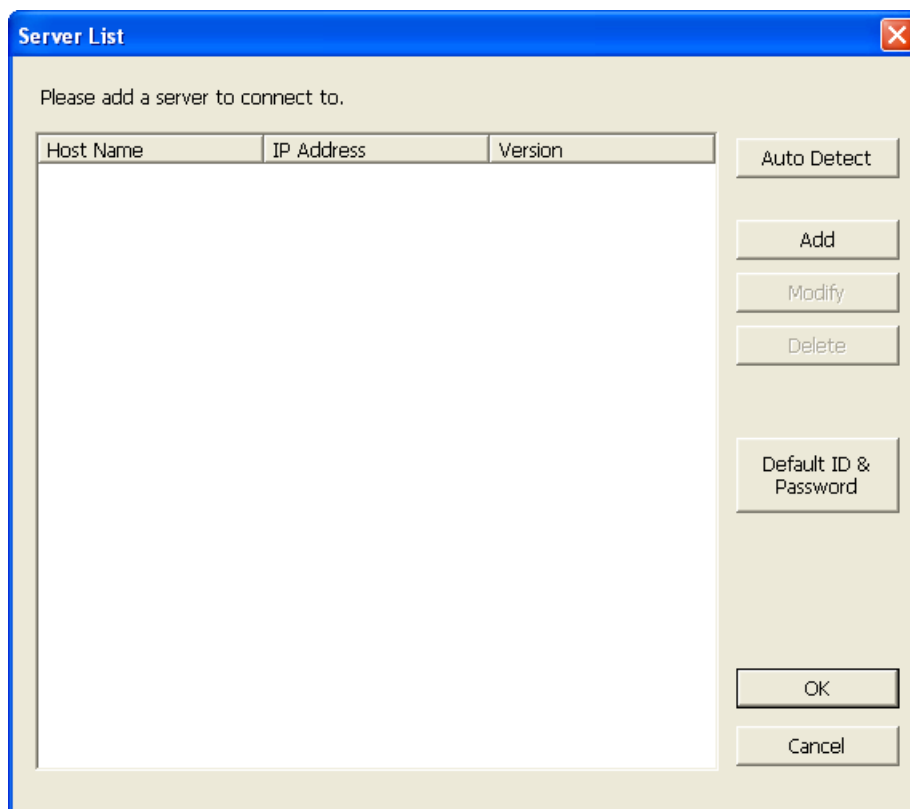 Server List
Please add a server to connect to.
Host Name IP Address Version
Auto Detect
Add
Modify
Delete
Default ID &
Password
OK
Cancel